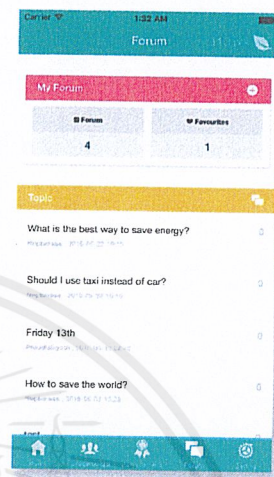 Carrier 1:32 AM
Forum
My Forum
Forum Favourites
4 1
Topic
What is the best way to save energy?
0
Should I use taxi instead of car?
0
Friday 13th
0
How to save the world?
0